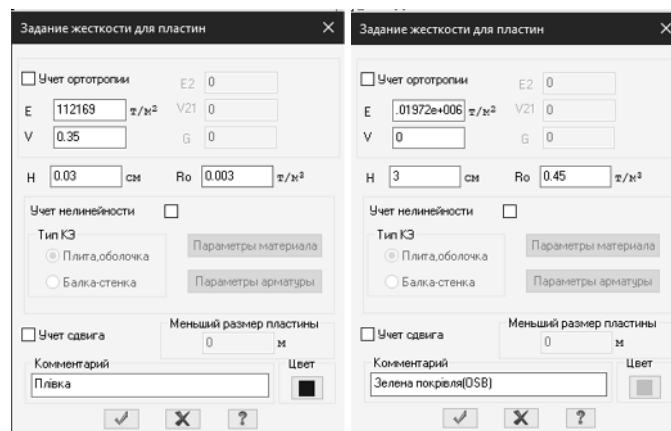 Задание жесткости для пластин
Учет ортотропии
E2 0
E 112169 т/м² V21 0
V 0.35 G 0
H 0.03 см Ro 0.003 т/м³
Учет нелинейности
Тип КЭ
Плита,оболочка
Параметры материала
Балка-стенка
Параметры арматуры
Учет сдвига
Меньший размер пластины
0 м
Комментарий
Цвет
Плівка
?
Задание жесткости для пластин
Учет ортотропии
E2 0
E .01972e+006 т/м² V21 0
V 0 G 0
H 3 см Ro 0.45 т/м³
Учет нелинейности
Тип КЭ
Плита,оболочка
Параметры материала
Балка-стенка
Параметры арматуры
Учет сдвига
Меньший размер пластины
0 м
Комментарий
Цвет
Зелена покрівля(OSB)
?